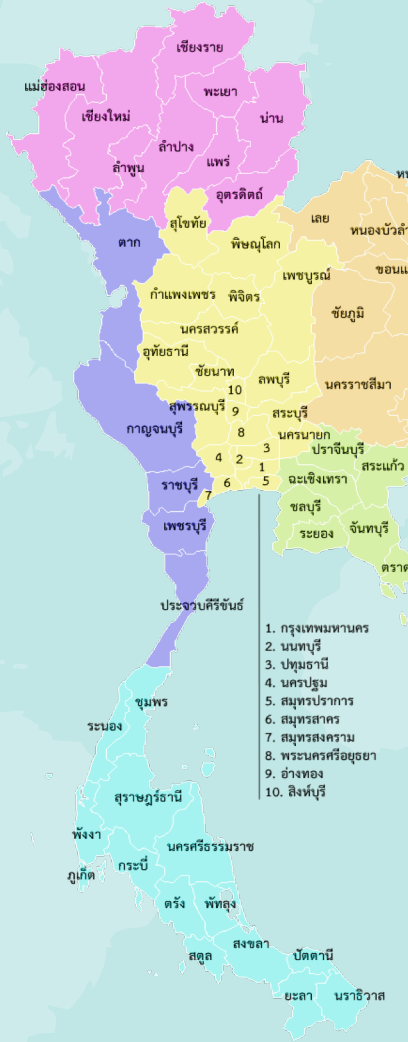 เชียงราย
แม่ฮ่องสอน
พะเยา
เชียงใหม่
น่าน
ลำปาง
แพร่
ลำพูน
อุตรดิตถ์
สุโขทัย
เลย
ตาก
พิษณุโลก
หนองบัวลำ
ขอนแ
เพชรบูรณ์
กำแพงเพชร
พิจิตร
ชัยภูมิ
นครสวรรค์
อุทัยธานี
ชัยนาท
ลพบุรี
นครราชสีมา
10
สุพรรณบุรี
9
สระบุรี
กาญจนบุรี
8
นครนายก
3
ปราจีนบุรี
4
2
1
สระแก้ว
ราชบุรี
7
6
5
ฉะเชิงเทรา
ชลบุรี
เพชรบุรี
ระยอง
จันทบุรี
ตราด
ประจวบคีรีขันธ์
1. กรุงเทพมหานคร
2. นนทบุรี
3. ปทุมธานี
4. นครปฐม
5. สมุทรปราการ
6. สมุทรสาคร
7. สมุทรสงคราม
8. พระนครศรีอยุธยา
9. อ่างทอง
10. สิงห์บุรี
ชุมพร
ระนอง
สุราษฎร์ธานี
พังงา
นครศรีธรรมราช
กระบี่
ภูเก็ต
ตรัง
พัทลุง
สงขลา
สตูล
ปัตตานี
ยะลา
นราธิวาส